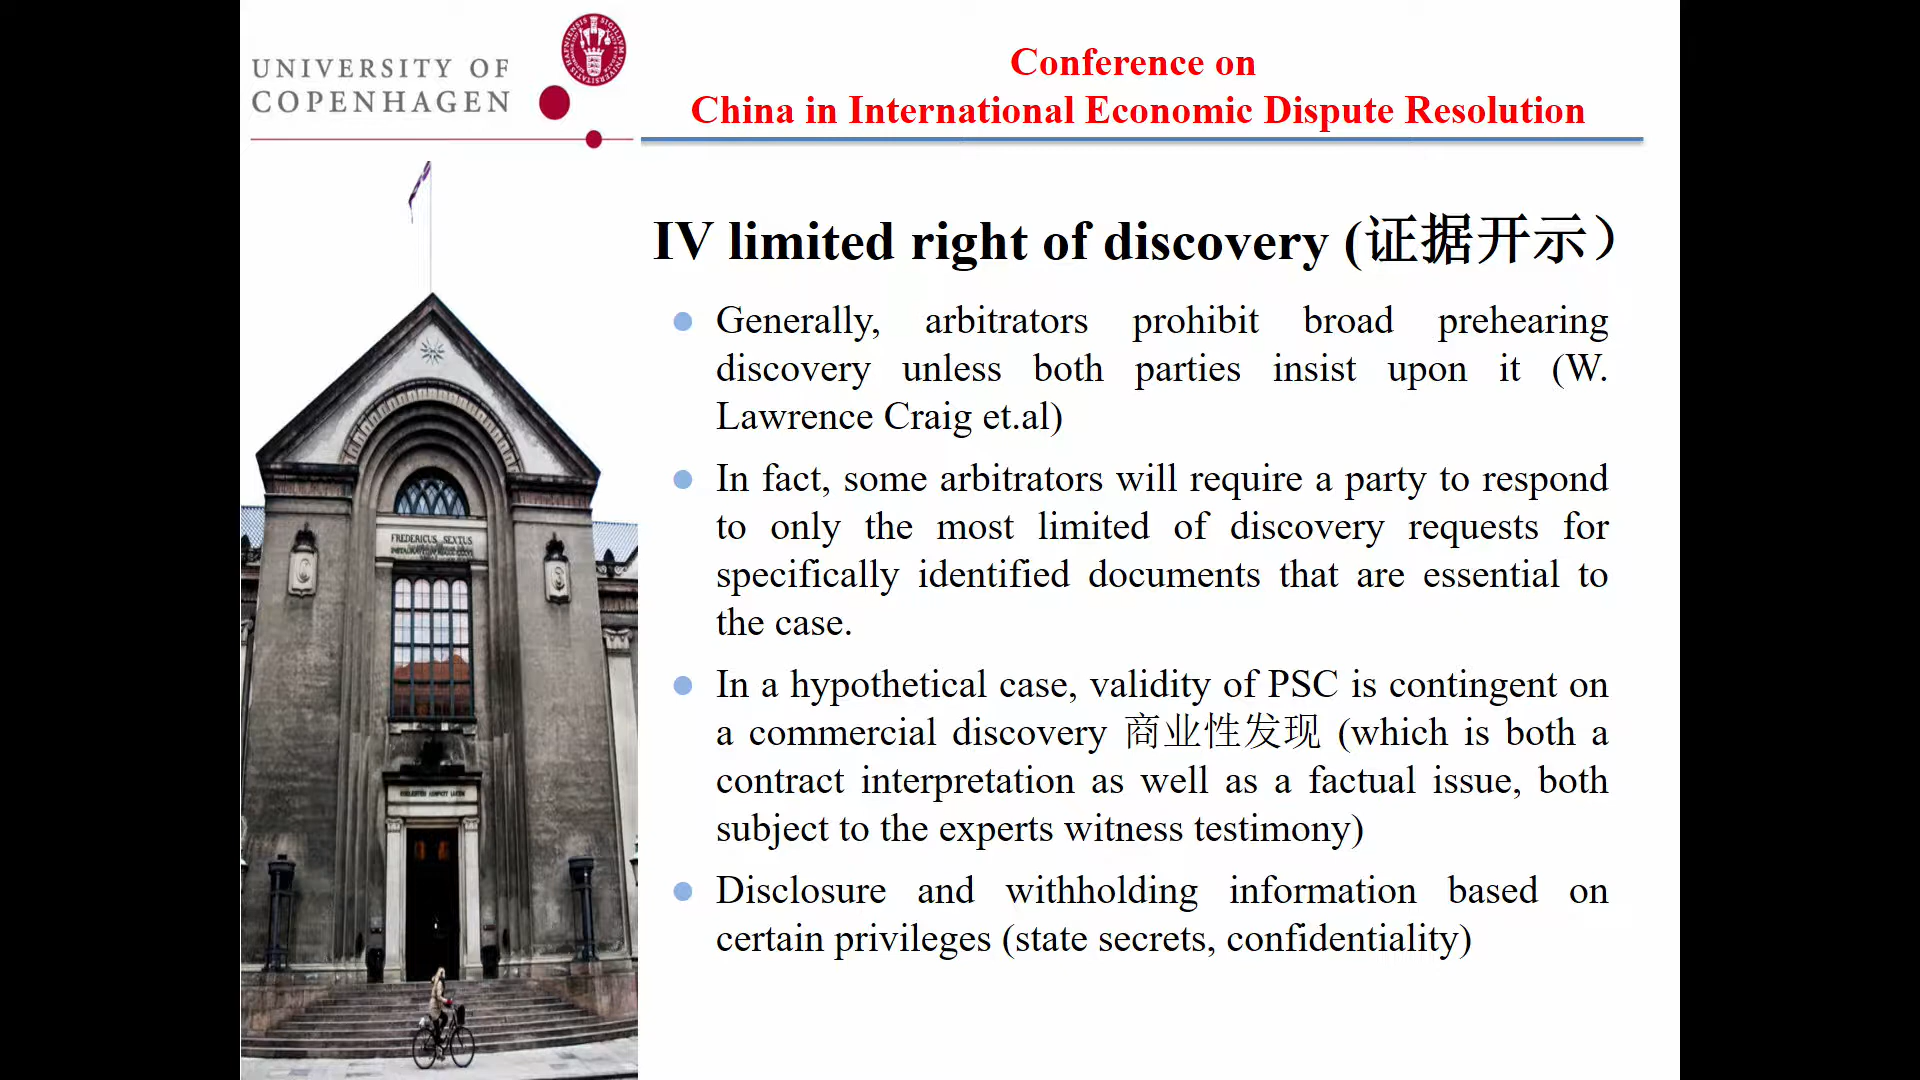 UNIVERSITY OF
COPENHAGEN
Conference on
China in International Economic Dispute Resolution
IV limited right of discovery (证据开示）
Generally, arbitrators prohibit broad prehearing
discovery unless both parties insist upon it (W.
Lawrence Craig et.al)
In fact, some arbitrators will require a party to respond
to only the most limited of discovery requests for
specifically identified documents that are essential to
the case.
In a hypothetical case, validity of PSC is contingent on
a commercial discovery 商业性发现 (which is both a
contract interpretation as well as a factual issue, both
subject to the experts witness testimony)
Disclosure and withholding information based on
certain privileges (state secrets, confidentiality)
FREDERICUS SEXTUS